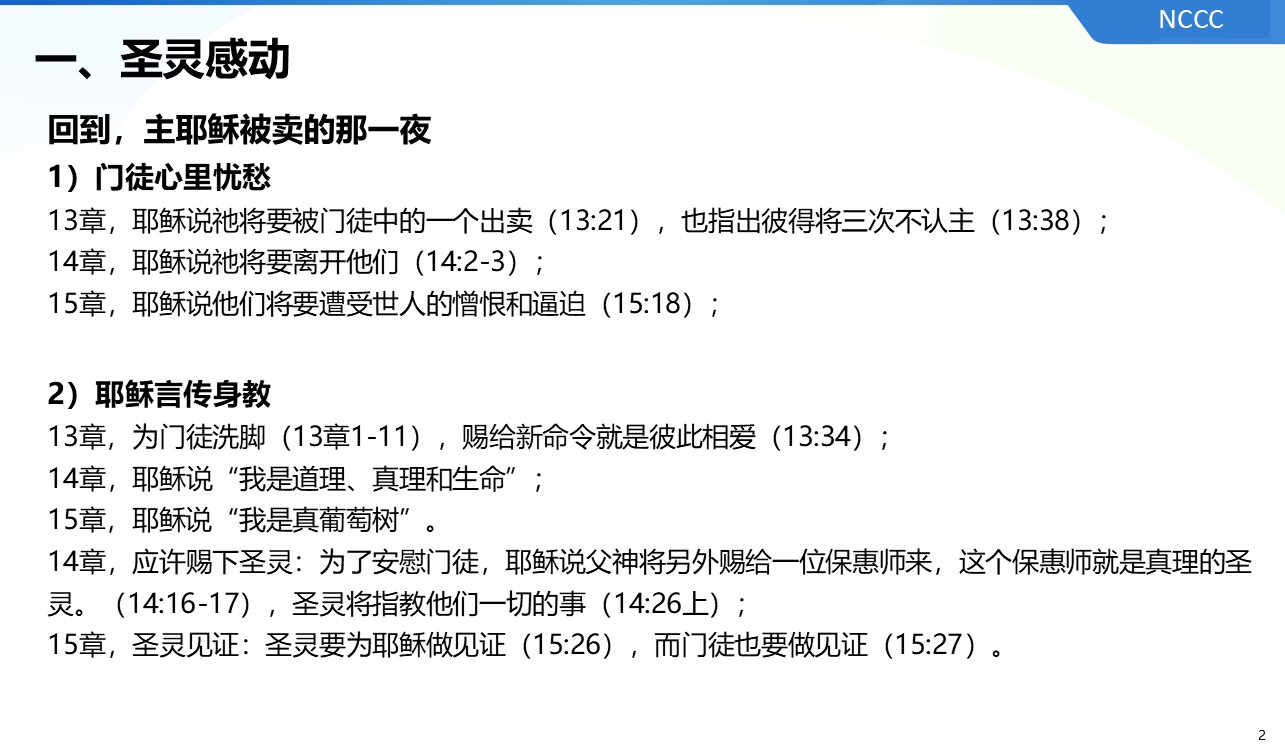 NCCC
一、圣灵感动
回到，主耶稣被卖的那一夜
1）门徒心里忧愁
13章，耶稣说祂将要被门徒中的一个出卖（13:21），也指出彼得将三次不认主（13:38）；
14章，耶稣说祂将要离开他们（14:2-3）；
15章，耶稣说他们将要遭受世人的憎恨和逼迫（15:18）；
2）耶稣言传身教
13章，为门徒洗脚（13章1-11），赐给新命令就是彼此相爱（13:34）；
14章，耶稣说“我是道理、真理和生命”；
15章，耶稣说“我是真葡萄树”。
14章，应许赐下圣灵：为了安慰门徒，耶稣说父神将另外赐给一位保惠师来，这个保惠师就是真理的圣
灵。（14:16-17），圣灵将指教他们一切的事（14:26上）；
15章，圣灵见证：圣灵要为耶稣做见证（15:26），而门徒也要做见证（15:27）。
2